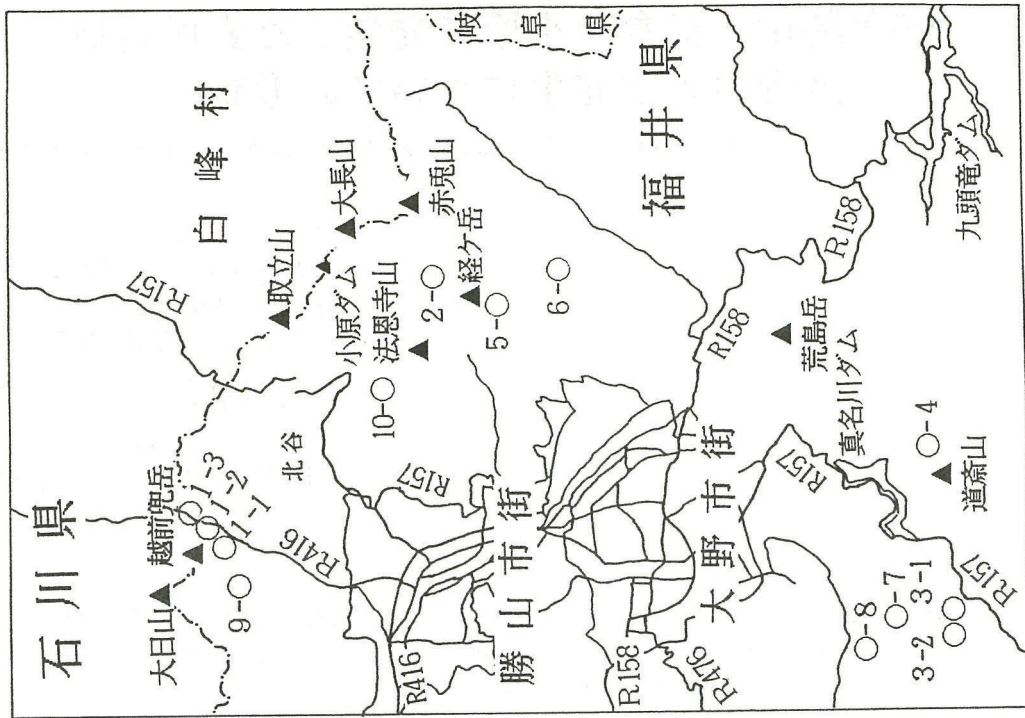 石川県
白峰村
岐阜県
福井県
大日山
越前兜岳
取立山
大長山
赤兎山
小原ダム
法恩寺山
経ケ岳
北谷
勝山市街
大野市街
荒島岳
真名川ダム
道斎山
九頭竜ダム
R157
R416
R157
R416
R158
R476
R158
R158
R157
R157
1-3
1-2
1-1
9-
10-
2-
5-
6-
-4
-8
-7
3-1
3-2